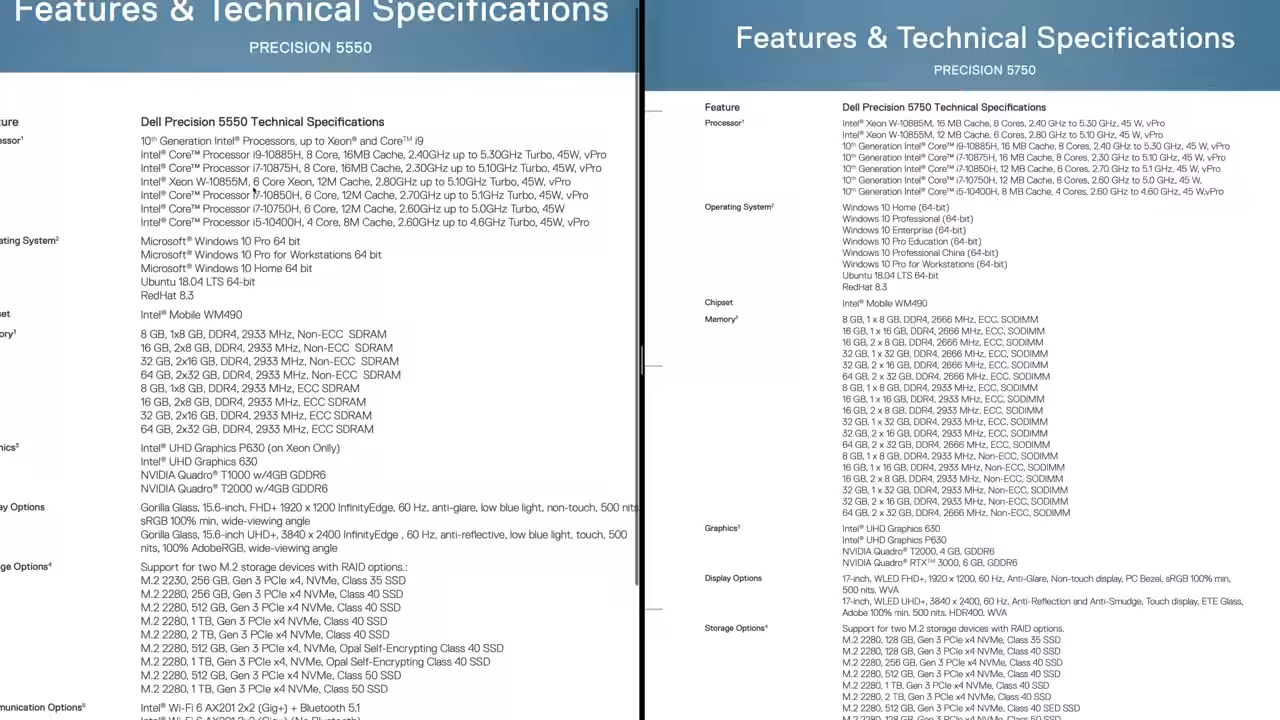 Features & Technical Specifications
PRECISION 5550
ture
Dell Precision 5550 Technical Specifications
essor¹
10th Generation Intel® Processors, up to Xeon® and Core™ i9
Intel® Core™ Processor i9-10885H, 8 Core, 16MB Cache, 2.40GHz up to 5.30GHz Turbo, 45W, vPro
Intel® Core™ Processor i7-10875H, 8 Core, 16MB Cache, 2.30GHz up to 5.10GHz Turbo, 45W, vPro
Intel® Xeon W-10855M, 6 Core Xeon, 12M Cache, 2.80GHz up to 5.10GHz Turbo, 45W, vPro
Intel® Core™ Processor i7-10850H, 6 Core, 12M Cache, 2.70GHz up to 5.1GHz Turbo, 45W, vPro
Intel® Core™ Processor i7-10750H, 6 Core, 12M Cache, 2.60GHz up to 5.0GHz Turbo, 45W
Intel® Core™ Processor i5-10400H, 4 Core, 8M Cache, 2.60GHz up to 4.6GHz Turbo, 45W, vPro
ating System²
Microsoft® Windows 10 Pro 64 bit
Microsoft® Windows 10 Pro for Workstations 64 bit
Microsoft® Windows 10 Home 64 bit
Ubuntu 18.04 LTS 64-bit
RedHat 8.3
set
Intel® Mobile WM490
ory³
8 GB, 1x8 GB, DDR4, 2933 MHz, Non-ECC SDRAM
16 GB, 2x8 GB, DDR4, 2933 MHz, Non-ECC SDRAM
32 GB, 2x16 GB, DDR4, 2933 MHz, Non-ECC SDRAM
64 GB, 2x32 GB, DDR4, 2933 MHz, Non-ECC SDRAM
8 GB, 1x8 GB, DDR4, 2933 MHz, ECC SDRAM
16 GB, 2x8 GB, DDR4, 2933 MHz, ECC SDRAM
32 GB, 2x16 GB, DDR4, 2933 MHz, ECC SDRAM
64 GB, 2x32 GB, DDR4, 2933 MHz, ECC SDRAM
hics³
Intel® UHD Graphics P630 (on Xeon Onlly)
Intel® UHD Graphics 630
NVIDIA Quadro® T1000 w/4GB GDDR6
NVIDIA Quadro® T2000 w/4GB GDDR6
ay Options
Gorilla Glass, 15.6-inch, FHD+ 1920 x 1200 InfinityEdge, 60 Hz, anti-glare, low blue light, non-touch, 500 nits
sRGB 100% min, wide-viewing angle
Gorilla Glass, 15.6-inch UHD+, 3840 x 2400 InfinityEdge , 60 Hz, anti-reflective, low blue light, touch, 500
nits, 100% AdobeRGB, wide-viewing angle
ge Options⁴
Support for two M.2 storage devices with RAID options.:
M.2 2230, 256 GB, Gen 3 PCIe x4, NVMe, Class 35 SSD
M.2 2280, 256 GB, Gen 3 PCIe x4 NVMe, Class 40 SSD
M.2 2280, 512 GB, Gen 3 PCIe x4 NVMe, Class 40 SSD
M.2 2280, 1 TB, Gen 3 PCIe x4 NVMe, Class 40 SSD
M.2 2280, 2 TB, Gen 3 PCIe x4 NVMe, Class 40 SSD
M.2 2280, 512 GB, Gen 3 PCIe x4 NVMe, Opal Self-Encrypting Class 40 SSD
M.2 2280, 1 TB, Gen 3 PCIe x4, NVMe, Opal Self-Encrypting Class 40 SSD
M.2 2280, 512 GB, Gen 3 PCIe x4 NVMe, Class 50 SSD
M.2 2280, 1 TB, Gen 3 PCIe x4 NVMe, Class 50 SSD
munication Options⁵
Intel® Wi-Fi 6 AX201 2x2 (Gig+) + Bluetooth 5.1
Intel® Wi-Fi 6 AX201 2x2 (Gig+) (No Bluetooth)
Features & Technical Specifications
PRECISION 5750
Feature
Dell Precision 5750 Technical Specifications
Processor¹
Intel® Xeon W-10885M, 16 MB Cache, 8 Cores, 2.40 GHz to 5.30 GHz, 45 W, vPro
Intel® Xeon W-10855M, 12 MB Cache, 6 Cores, 2.80 GHz to 5.10 GHz, 45 W, vPro
10th Generation Intel® Core™ i9-10885H, 16 MB Cache, 8 Cores, 2.40 GHz to 5.30 GHz, 45 W, vPro
10th Generation Intel® Core™ i7-10875H, 16 MB Cache, 8 Cores, 2.30 GHz to 5.10 GHz, 45 W, vPro
10th Generation Intel® Core™ i7-10850H, 12 MB Cache, 6 Cores, 2.70 GHz to 5.1 GHz, 45 W, vPro
10th Generation Intel® Core™ i7-10750H, 12 MB Cache, 6 Cores, 2.60 GHz to 5.0 GHz, 45 W,
10th Generation Intel® Core™ i5-10400H, 8 MB Cache, 4 Cores, 2.60 GHz to 4.60 GHz, 45 W,vPro
Operating System²
Windows 10 Home (64-bit)
Windows 10 Professional (64-bit)
Windows 10 Enterprise (64-bit)
Windows 10 Pro Education (64-bit)
Windows 10 Professional China (64-bit)
Windows 10 Pro for Workstations (64-bit)
Ubuntu 18.04 LTS 64-bit
RedHat 8.3
Chipset
Intel® Mobile WM490
Memory³
8 GB, 1 x 8 GB, DDR4, 2666 MHz, ECC, SODIMM
16 GB, 1 x 16 GB, DDR4, 2666 MHz, ECC, SODIMM
16 GB, 2 x 8 GB, DDR4, 2666 MHz, ECC, SODIMM
32 GB, 1 x 32 GB, DDR4, 2666 MHz, ECC, SODIMM
32 GB, 2 x 16 GB, DDR4, 2666 MHz, ECC, SODIMM
64 GB, 2 x 32 GB, DDR4, 2666 MHz, ECC, SODIMM
8 GB, 1 x 8 GB, DDR4, 2933 MHz, ECC, SODIMM
16 GB, 1 x 16 GB, DDR4, 2933 MHz, ECC, SODIMM
16 GB, 2 x 8 GB, DDR4, 2933 MHz, ECC, SODIMM
32 GB, 1 x 32 GB, DDR4, 2933 MHz, ECC, SODIMM
32 GB, 2 x 16 GB, DDR4, 2933 MHz, ECC, SODIMM
64 GB, 2 x 32 GB, DDR4, 2933 MHz, ECC, SODIMM
8 GB, 1 x 8 GB, DDR4, 2933 MHz, Non-ECC, SODIMM
16 GB, 1 x 16 GB, DDR4, 2933 MHz, Non-ECC, SODIMM
16 GB, 2 x 8 GB, DDR4, 2933 MHz, Non-ECC, SODIMM
32 GB, 1 x 32 GB, DDR4, 2933 MHz, Non-ECC, SODIMM
32 GB, 2 x 16 GB, DDR4, 2933 MHz, Non-ECC, SODIMM
64 GB, 2 x 32 GB, DDR4, 2933 MHz, Non-ECC, SODIMM
Graphics³
Intel® UHD Graphics 630
Intel® UHD Graphics P630
NVIDIA Quadro® T2000, 4 GB, GDDR6
NVIDIA Quadro® RTX™ 3000, 6 GB, GDDR6
Display Options
17-inch, WLED FHD+, 1920 x 1200, 60 Hz, Anti-Glare, Non-touch display, PC Bezel, sRGB 100% min,
500 nits, WVA
17-inch, WLED UHD+, 3840 x 2400, 60 Hz, Anti-Reflection and Anti-Smudge, Touch display, ETE Glass,
Adobe 100% min. 500 nits. HDR400. WVA
Storage Options⁴
Support for two M.2 storage devices with RAID options.
M.2 2280, 128 GB, Gen 3 PCIe x4 NVMe, Class 35 SSD
M.2 2280, 128 GB, Gen 3 PCIe x4 NVMe, Class 40 SSD
M.2 2280, 256 GB, Gen 3 PCIe x4 NVMe, Class 40 SSD
M.2 2280, 512 GB, Gen 3 PCIe x4 NVMe, Class 40 SSD
M.2 2280, 1 TB, Gen 3 PCIe x4 NVMe, Class 40 SSD
M.2 2280, 2 TB, Gen 3 PCIe x4 NVMe, Class 40 SSD
M.2 2280, 512 GB, Gen 3 PCIe x4 NVMe, Class 40 SED SSD
M.2 2280, 128 GB, Gen 3 PCIe x4 NVMe, Class 50 SSD